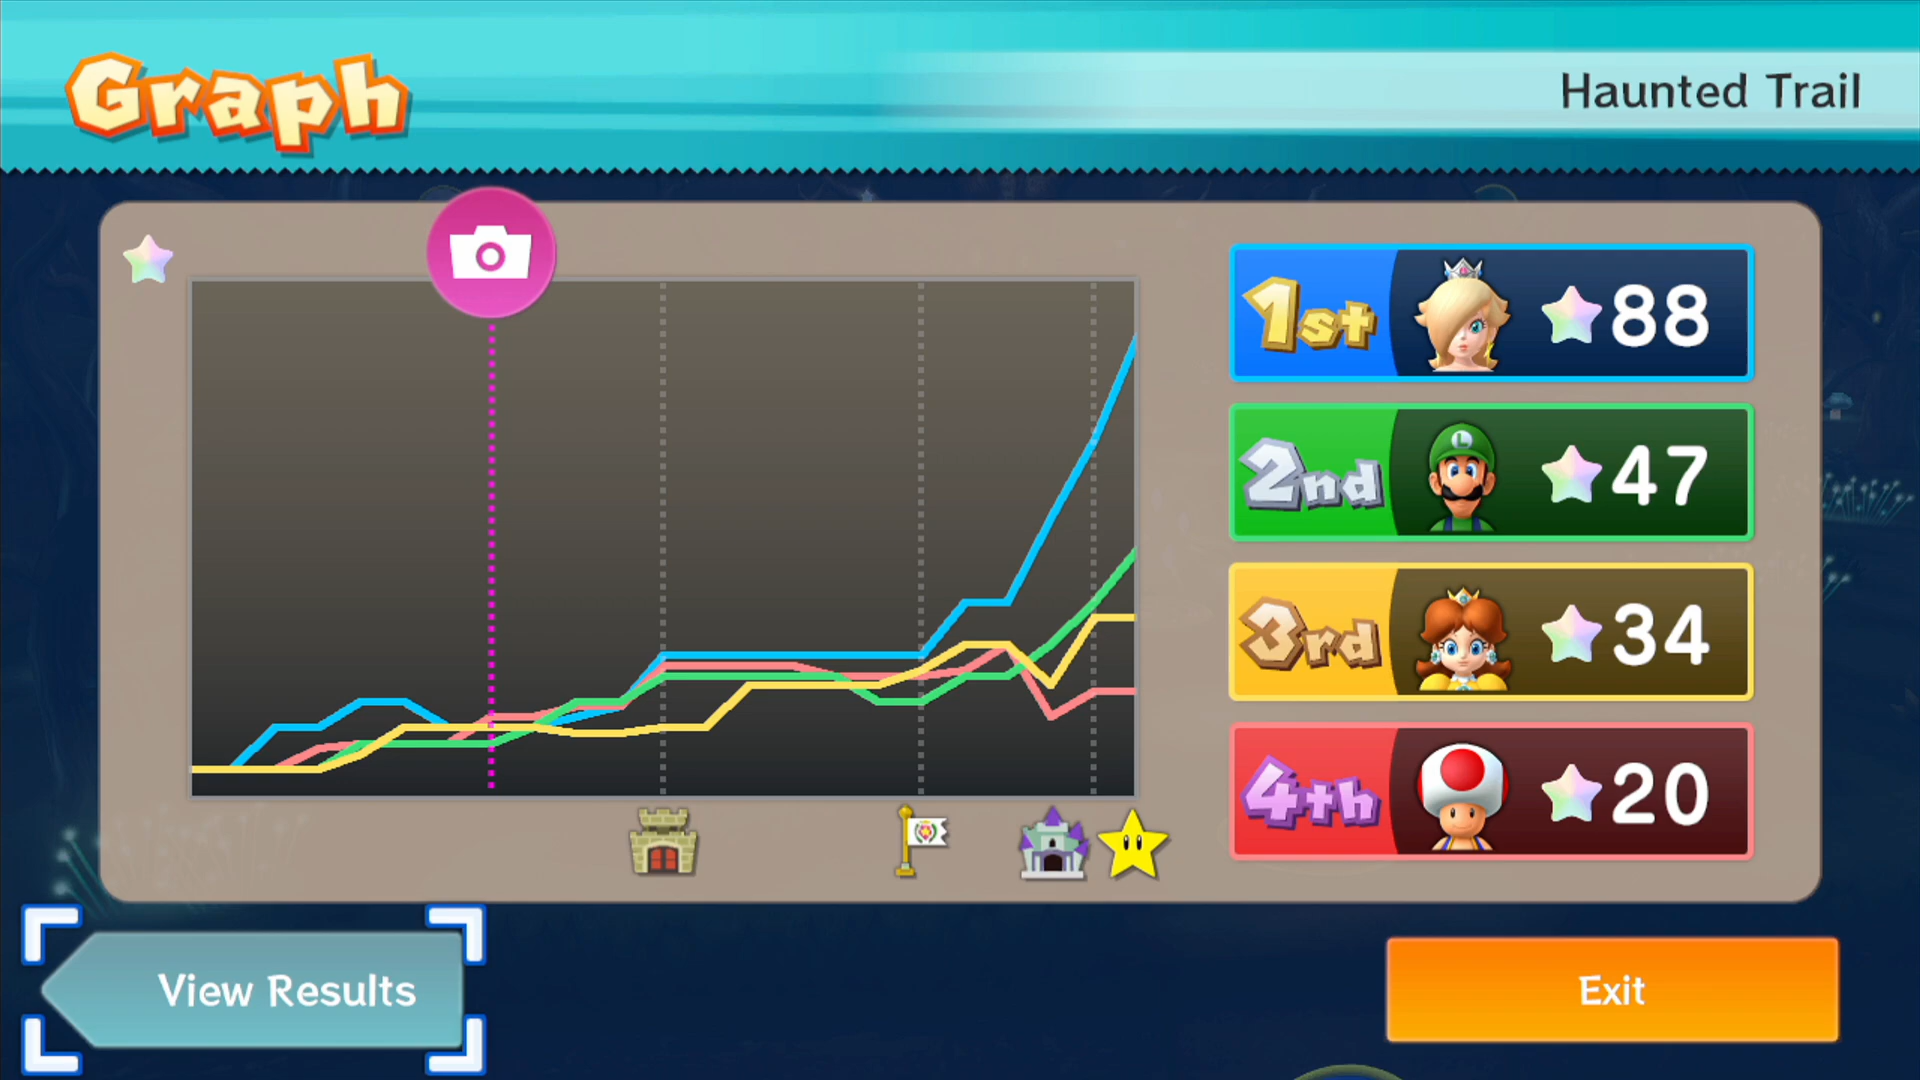 Graph
Haunted Trail
1st 88
2nd L 47
3rd 34
4th 20
View Results
Exit